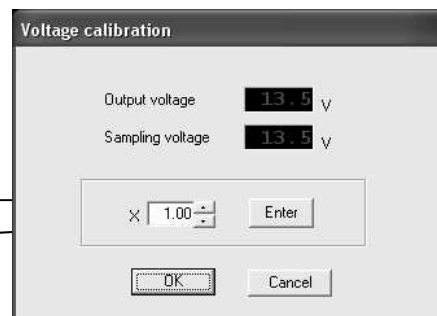 Voltage calibration
Output voltage 13.5 V
Sampling voltage 13.5 V
X 1.00 Enter
OK Cancel